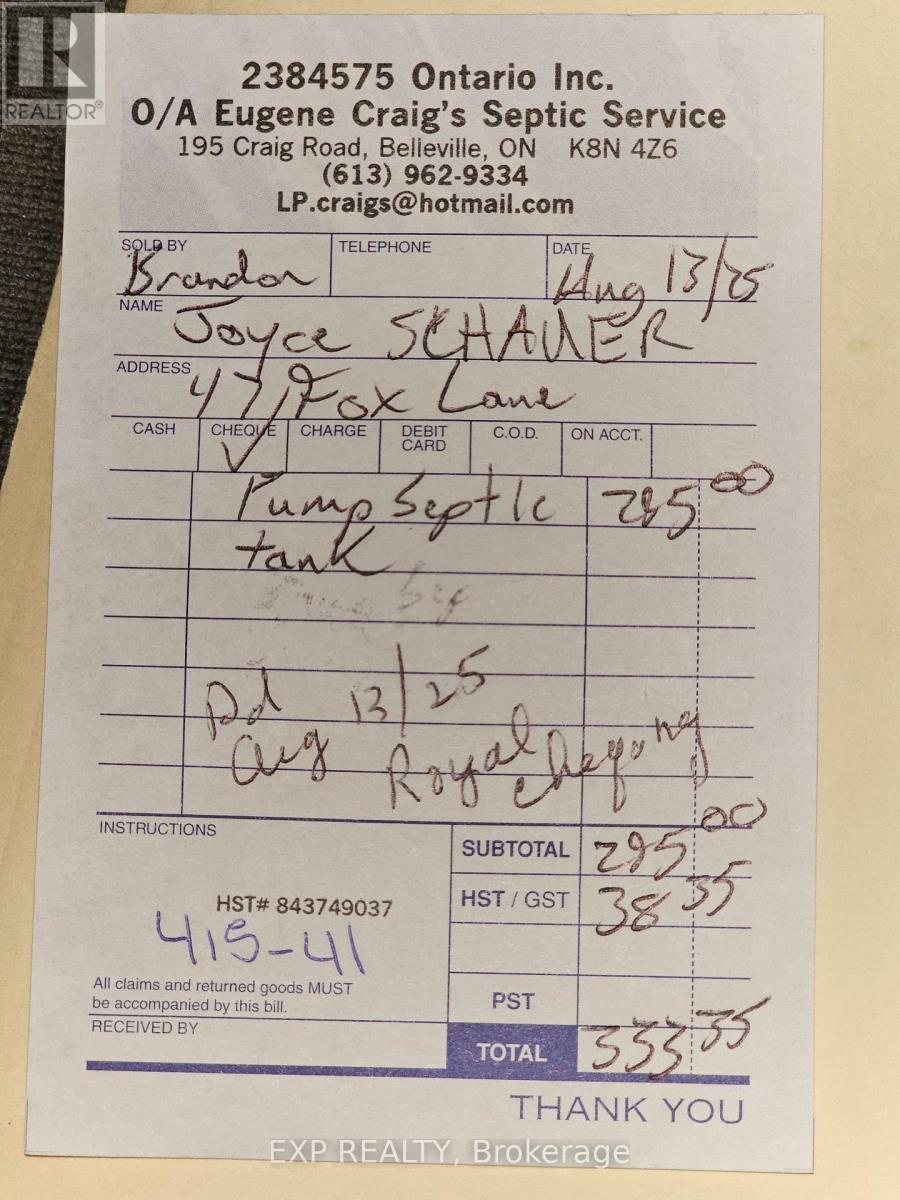 REALTOR®
2384575 Ontario Inc.
O/A Eugene Craig's Septic Service
195 Craig Road, Belleville, ON K8N 4Z6
(613) 962-9334
LP.craigs@hotmail.com
SOLD BY TELEPHONE DATE
Brandon Aug 13/25
NAME
Joyce SCHAUER
ADDRESS
47 Fox Lane
CASH CHEQUE CHARGE DEBIT CARD C.O.D. ON ACCT.
✓
Pump Septic 295 00
tank
Pd Aug 13/25
Royal Chequing
INSTRUCTIONS
SUBTOTAL 295 00
HST# 843749037
HST / GST 38 35
415-41
All claims and returned goods MUST
be accompanied by this bill.
PST
RECEIVED BY
TOTAL 333 35
THANK YOU
EXP REALTY, Brokerage